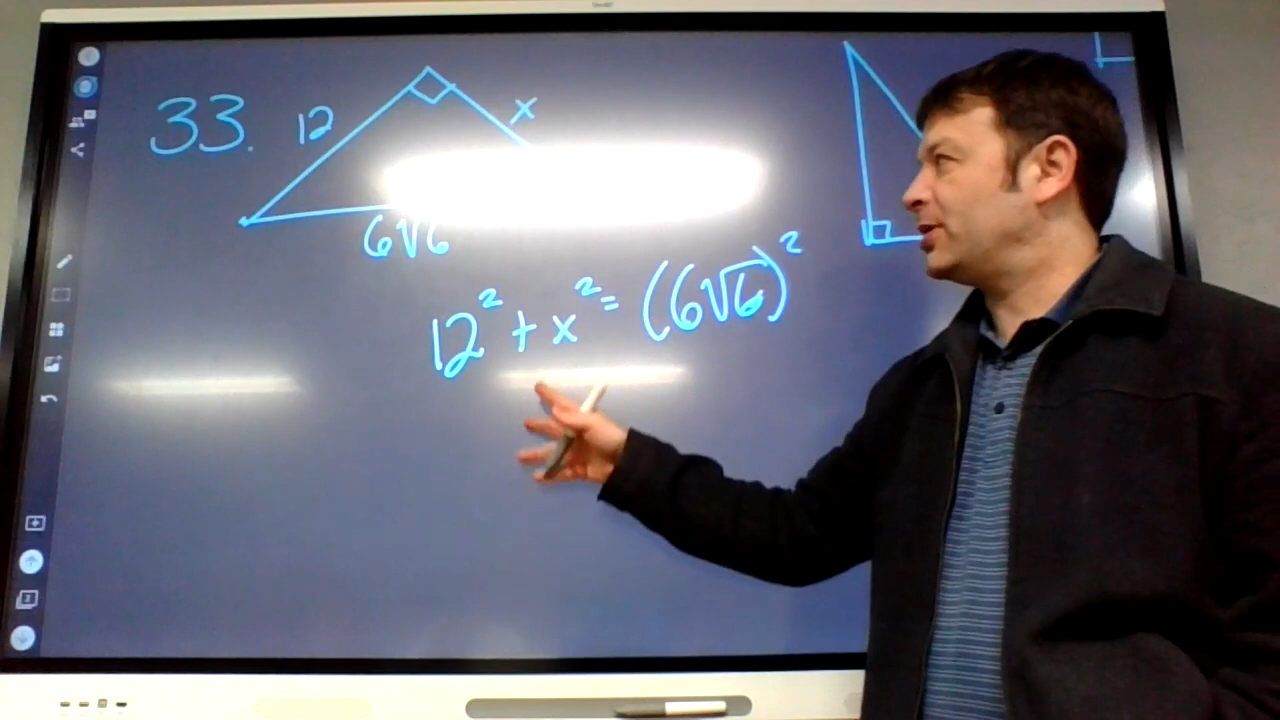 33.
12
x
6√6
12² + x² = (6√6)²